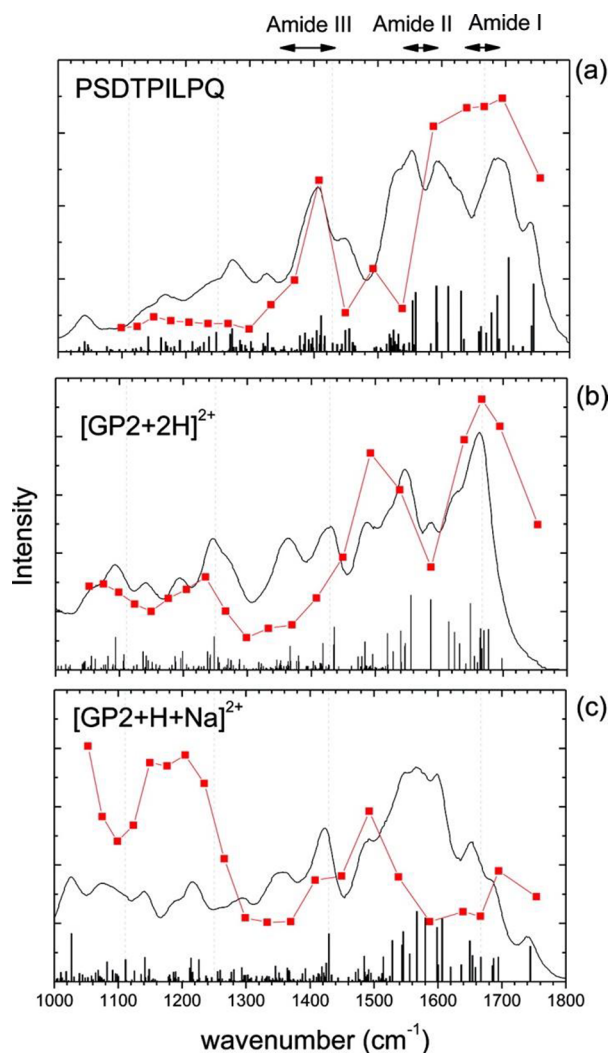 Amide III Amide II Amide I
PSDTPILPQ (a)
[GP2+2H]²⁺ (b)
Intensity
[GP2+H+Na]²⁺ (c)
1000 1100 1200 1300 1400 1500 1600 1700 1800
wavenumber (cm⁻¹)